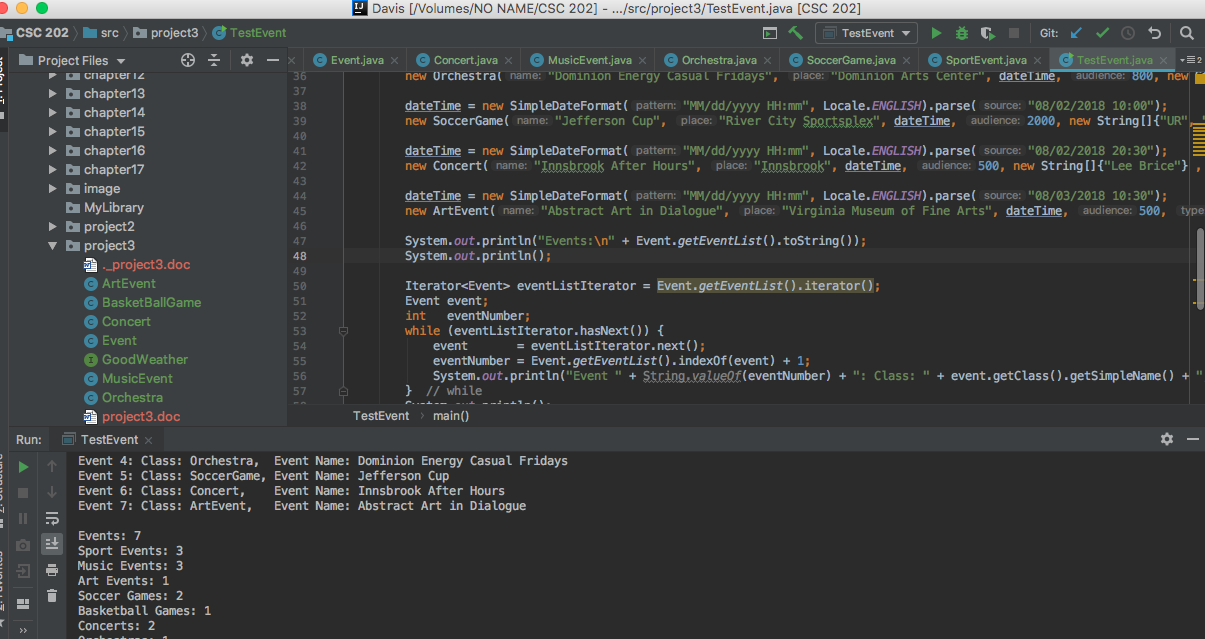 Davis [/Volumes/NO NAME/CSC 202] - .../src/project3/TestEvent.java [CSC 202]
CSC 202 src project3 TestEvent
TestEvent
Git:
Project Files
Event.java Concert.java MusicEvent.java Orchestra.java SoccerGame.java SportEvent.java TestEvent.java
chapter12
chapter13
chapter14
chapter15
chapter16
chapter17
image
MyLibrary
project2
project3
._project3.doc
ArtEvent
BasketBallGame
Concert
Event
GoodWeather
MusicEvent
Orchestra
project3.doc
36 new Orchestra( name: "Dominion Energy Casual Fridays", place: "Dominion Arts Center", dateTime, audience: 800, new
37
38 dateTime = new SimpleDateFormat( pattern: "MM/dd/yyyy HH:mm", Locale.ENGLISH).parse( source: "08/02/2018 10:00");
39 new SoccerGame( name: "Jefferson Cup", place: "River City Sportsplex", dateTime, audience: 2000, new String[]{"UR",
40
41 dateTime = new SimpleDateFormat( pattern: "MM/dd/yyyy HH:mm", Locale.ENGLISH).parse( source: "08/02/2018 20:30");
42 new Concert( name: "Innsbrook After Hours", place: "Innsbrook", dateTime, audience: 500, new String[]{"Lee Brice"},
43
44 dateTime = new SimpleDateFormat( pattern: "MM/dd/yyyy HH:mm", Locale.ENGLISH).parse( source: "08/03/2018 10:30");
45 new ArtEvent( name: "Abstract Art in Dialogue", place: "Virginia Museum of Fine Arts", dateTime, audience: 500, type
46
47 System.out.println("Events:\n" + Event.getEventList().toString());
48 System.out.println();
49
50 Iterator<Event> eventListIterator = Event.getEventList().iterator();
51 Event event;
52 int eventNumber;
53 while (eventListIterator.hasNext()) {
54 event = eventListIterator.next();
55 eventNumber = Event.getEventList().indexOf(event) + 1;
56 System.out.println("Event " + String.valueOf(eventNumber) + ": Class: " + event.getClass().getSimpleName() + "
57 } // while
58 System.out.println();
TestEvent main()
Run: TestEvent
Event 4: Class: Orchestra, Event Name: Dominion Energy Casual Fridays
Event 5: Class: SoccerGame, Event Name: Jefferson Cup
Event 6: Class: Concert, Event Name: Innsbrook After Hours
Event 7: Class: ArtEvent, Event Name: Abstract Art in Dialogue
Events: 7
Sport Events: 3
Music Events: 3
Art Events: 1
Soccer Games: 2
Basketball Games: 1
Concerts: 2
Orchestras: 1